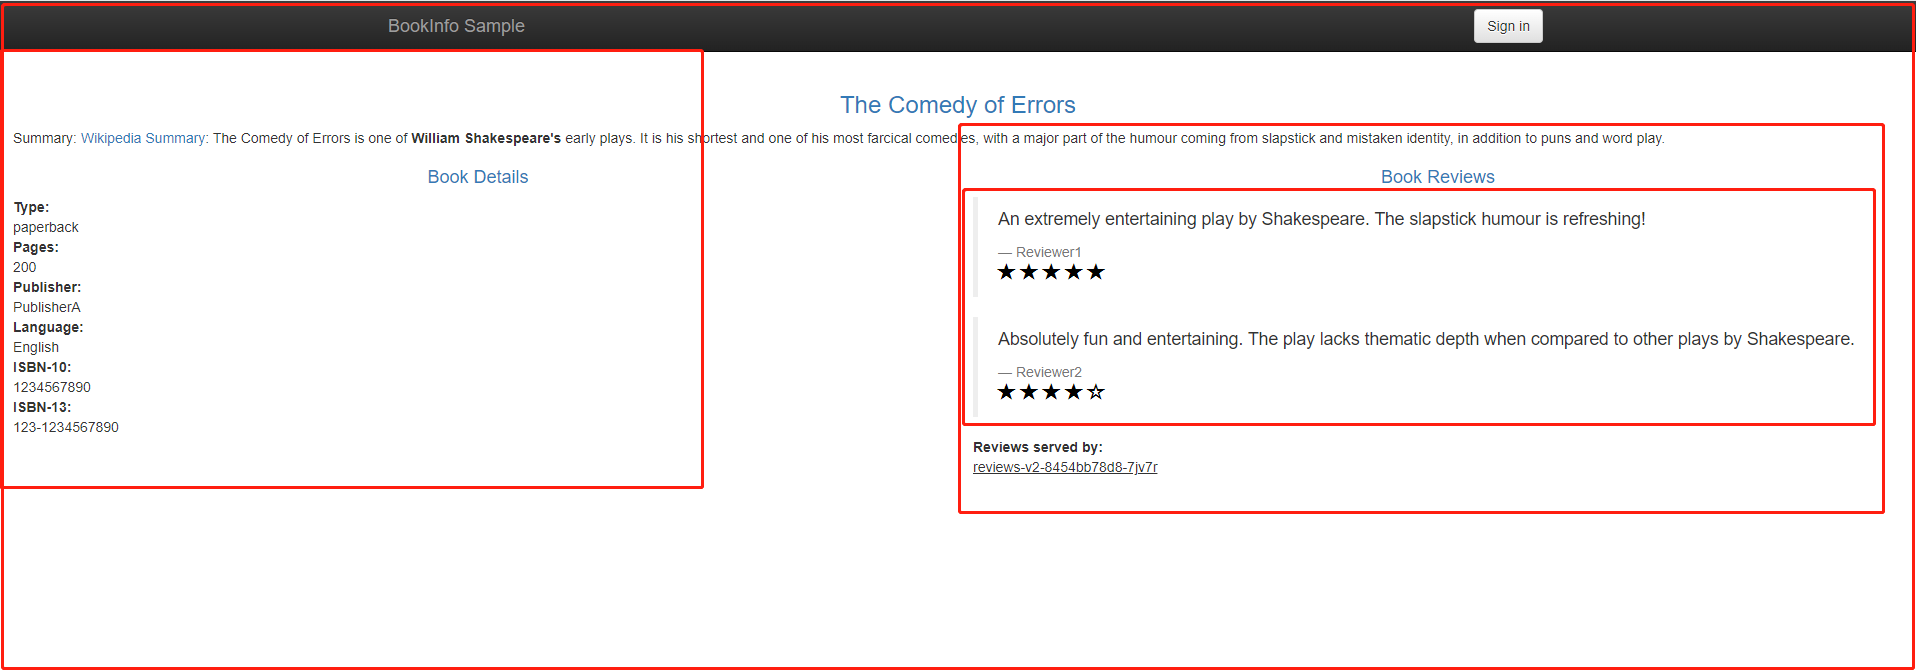 BookInfo Sample
Sign in
The Comedy of Errors
Summary: Wikipedia Summary: The Comedy of Errors is one of William Shakespeare's early plays. It is his shortest and one of his most farcical comedies, with a major part of the humour coming from slapstick and mistaken identity, in addition to puns and word play.
Book Details
Type:
paperback
Pages:
200
Publisher:
PublisherA
Language:
English
ISBN-10:
1234567890
ISBN-13:
123-1234567890
Book Reviews
An extremely entertaining play by Shakespeare. The slapstick humour is refreshing!
— Reviewer1
★★★★★
Absolutely fun and entertaining. The play lacks thematic depth when compared to other plays by Shakespeare.
— Reviewer2
★★★★☆
Reviews served by:
reviews-v2-8454bb78d8-7jv7r